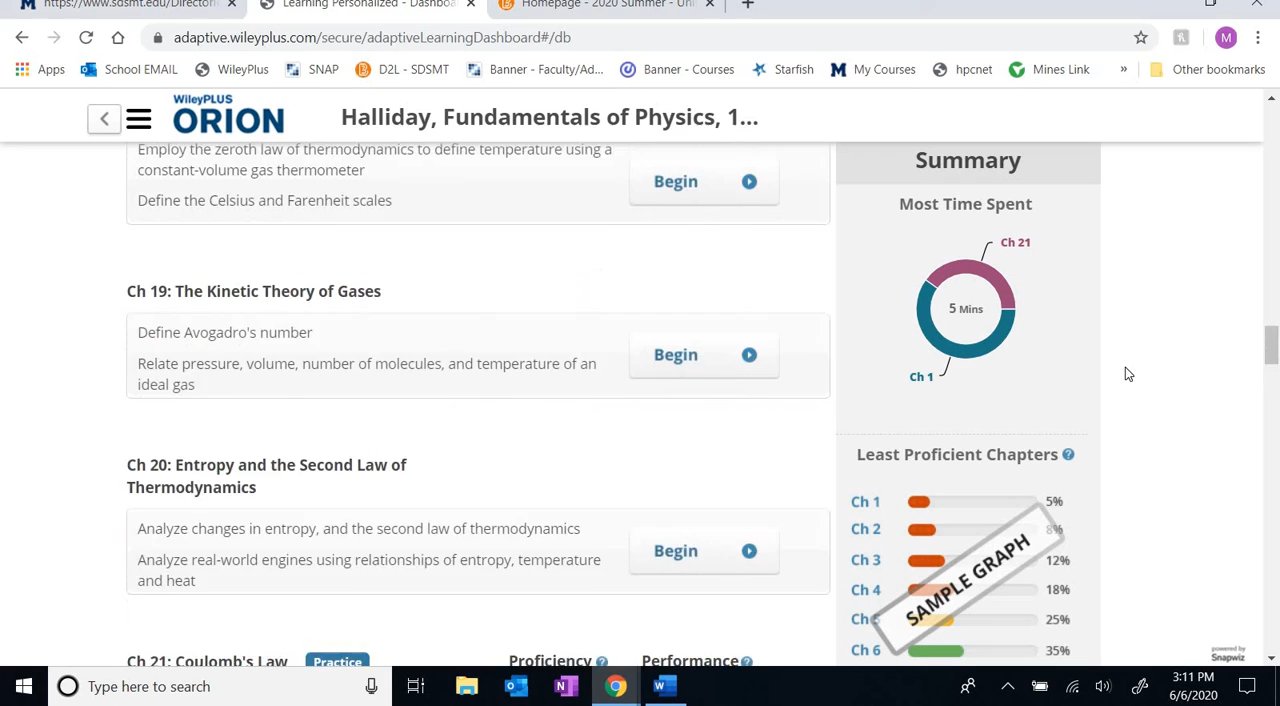 https://www.sdsmt.edu/Director
Learning Personalized - Dashboa
Homepage - 2020 Summer - Uni
adaptive.wileyplus.com/secure/adaptiveLearningDashboard#/db
M
Apps
School EMAIL
WileyPlus
SNAP
D2L - SDSMT
Banner - Faculty/Ad...
Banner - Courses
Starfish
My Courses
hpcnet
Mines Link
»
Other bookmarks
WileyPLUS
ORION
Halliday, Fundamentals of Physics, 1...
Employ the zeroth law of thermodynamics to define temperature using a
constant-volume gas thermometer
Define the Celsius and Farenheit scales
Begin
Ch 19: The Kinetic Theory of Gases
Define Avogadro's number
Relate pressure, volume, number of molecules, and temperature of an
ideal gas
Begin
Ch 20: Entropy and the Second Law of
Thermodynamics
Analyze changes in entropy, and the second law of thermodynamics
Analyze real-world engines using relationships of entropy, temperature
and heat
Begin
Ch 21: Coulomb's Law
Practice
Proficiency ?
Performance ?
Summary
Most Time Spent
Ch 21
5 Mins
Ch 1
Least Proficient Chapters ?
Ch 1 5%
Ch 2 8%
Ch 3 12%
Ch 4 18%
Ch 25%
Ch 6 35%
SAMPLE GRAPH
powered by
Snapwiz
Type here to search
3:11 PM
6/6/2020